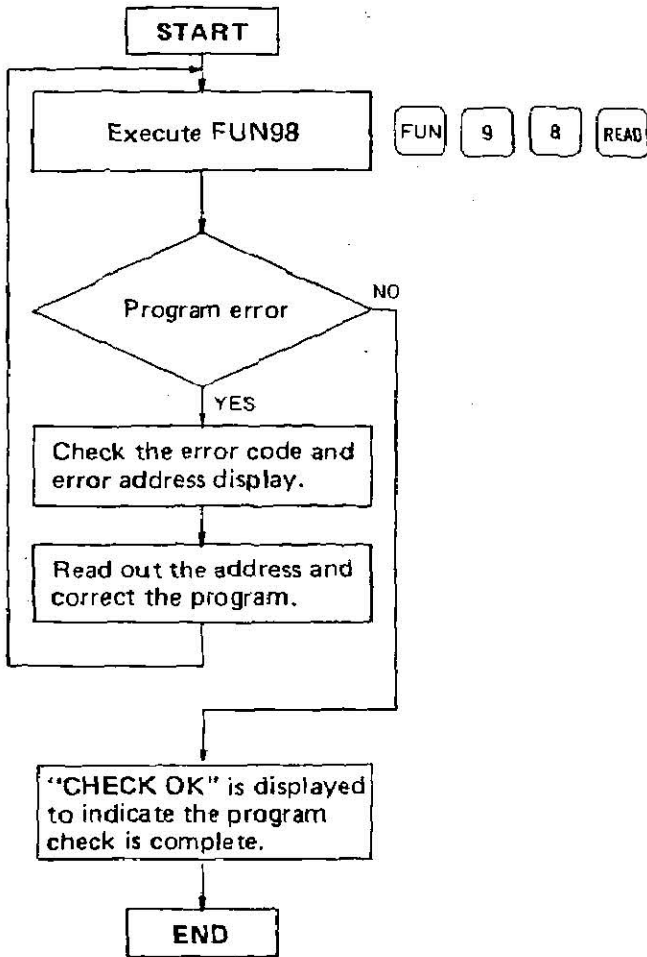 START
Execute FUN98
FUN 9 8 READ
Program error
NO
YES
Check the error code and
error address display.
Read out the address and
correct the program.
"CHECK OK" is displayed
to indicate the program
check is complete.
END